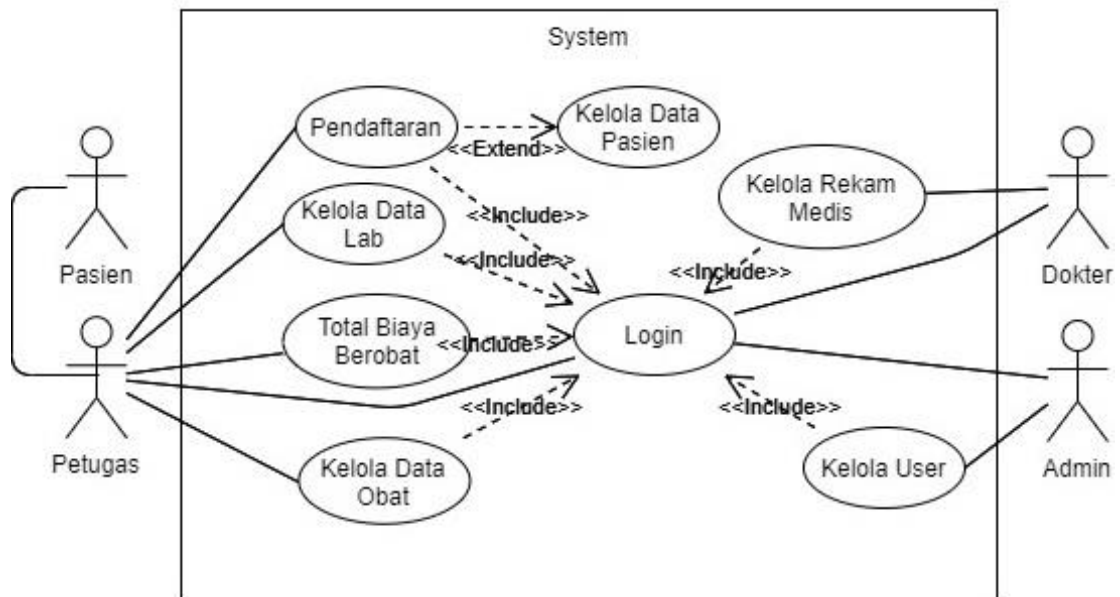 System
Pendaftaran
Kelola Data
Pasien
<<Extend>>
Kelola Rekam
Medis
Kelola Data
Lab
<<Include>>
Pasien
<<Include>>
<<Include>>
Dokter
Total Biaya
Berobat
<<Include>>
Login
<<Include>>
<<Include>>
Petugas
Kelola Data
Obat
Kelola User
Admin